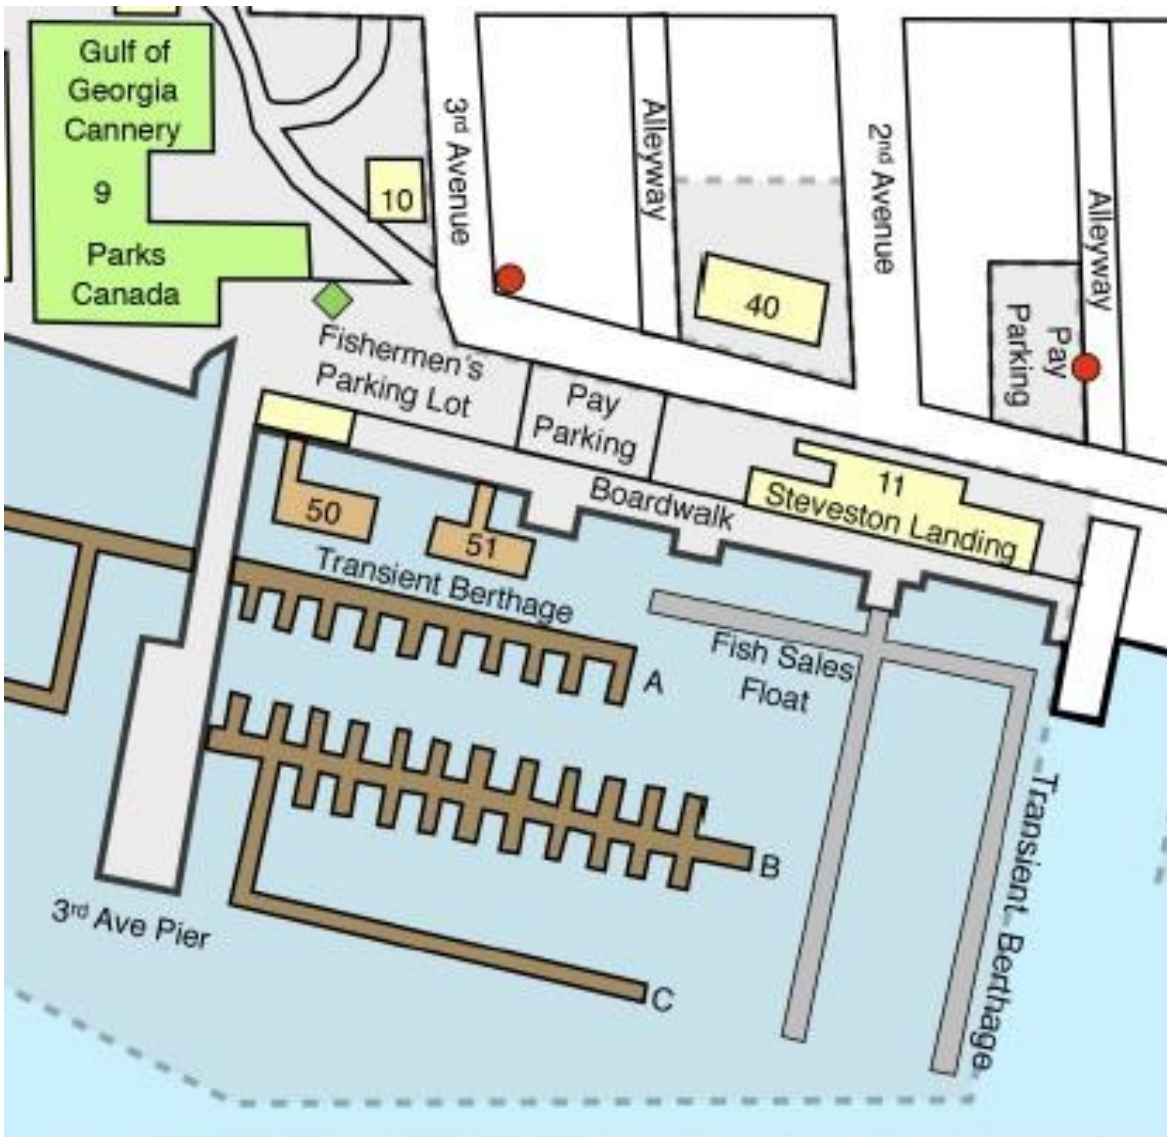 Gulf of
Georgia
Cannery
9
Parks
Canada
10
3rd Avenue
Alleyway
40
2nd Avenue
Alleyway
Pay
Parking
Fishermen's
Parking Lot
Pay
Parking
11
Steveston Landing
Boardwalk
50
51
Transient Berthage
A
Fish Sales
Float
B
Transient Berthage
3rd Ave Pier
C